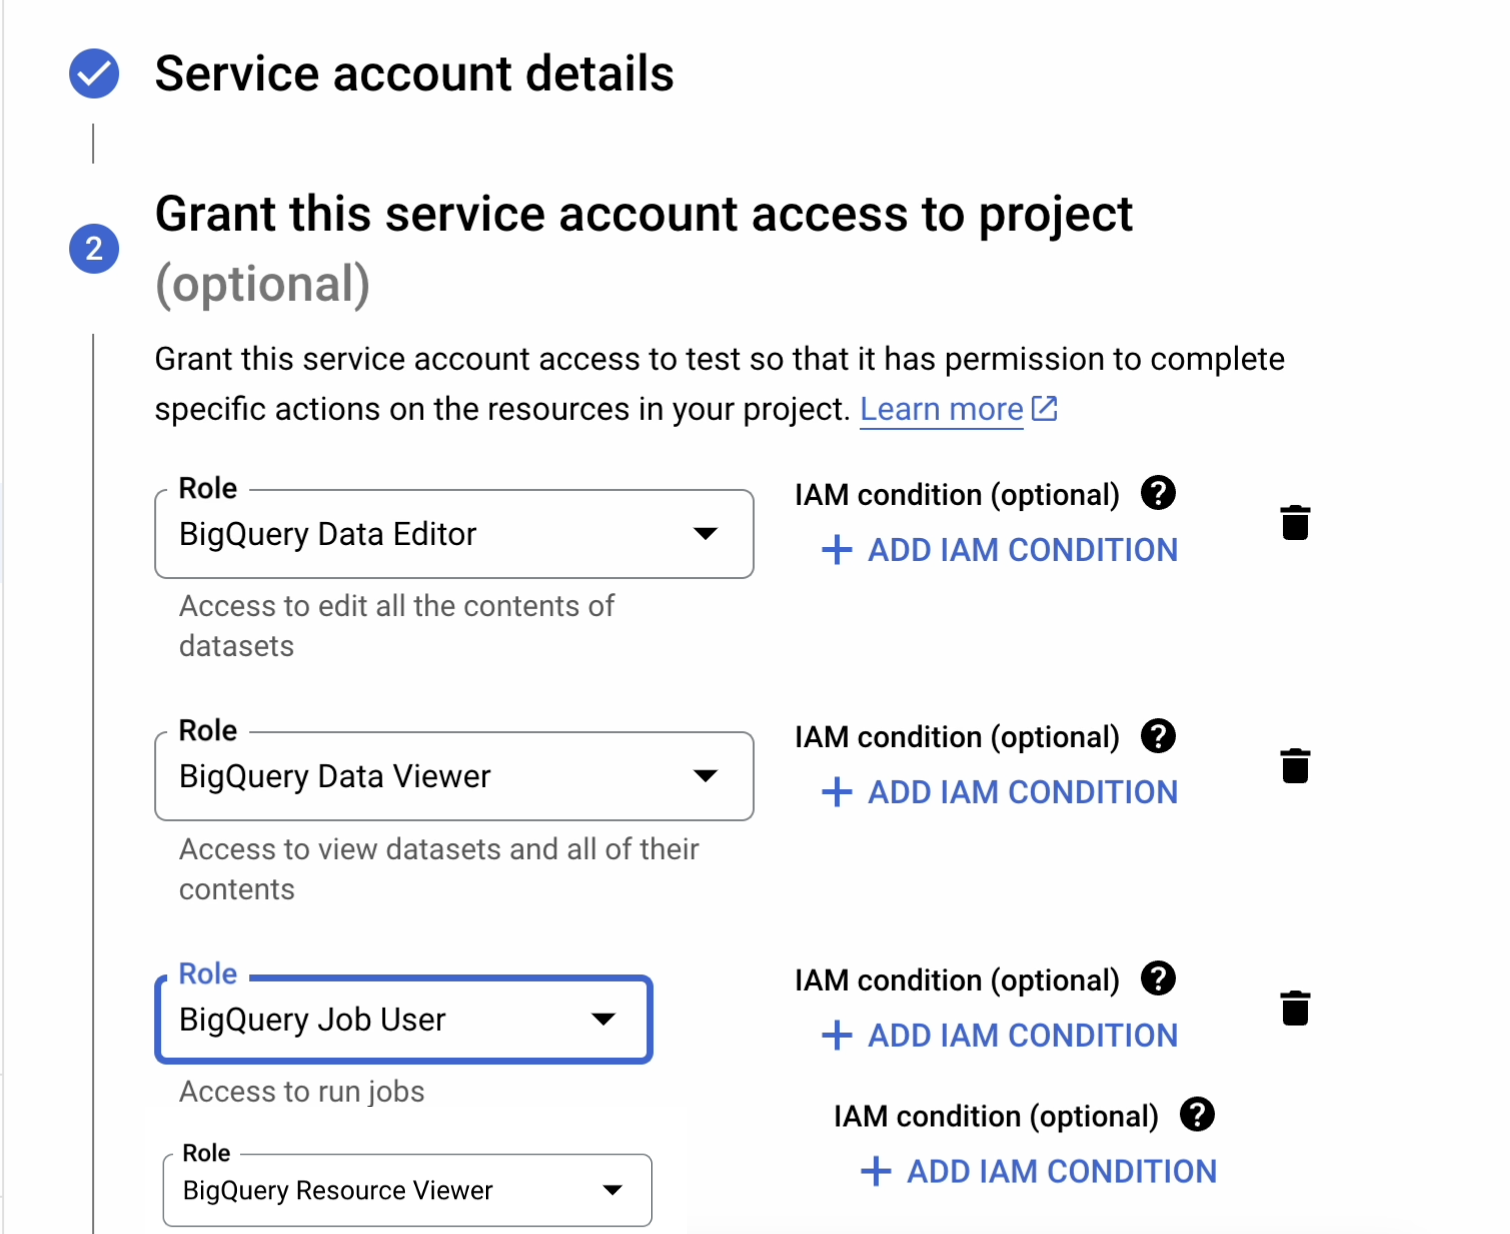 Service account details
2
Grant this service account access to project
(optional)
Grant this service account access to test so that it has permission to complete
specific actions on the resources in your project. Learn more
Role
BigQuery Data Editor
Access to edit all the contents of
datasets
IAM condition (optional)
ADD IAM CONDITION
Role
BigQuery Data Viewer
Access to view datasets and all of their
contents
IAM condition (optional)
ADD IAM CONDITION
Role
BigQuery Job User
Access to run jobs
IAM condition (optional)
ADD IAM CONDITION
Role
BigQuery Resource Viewer
IAM condition (optional)
ADD IAM CONDITION